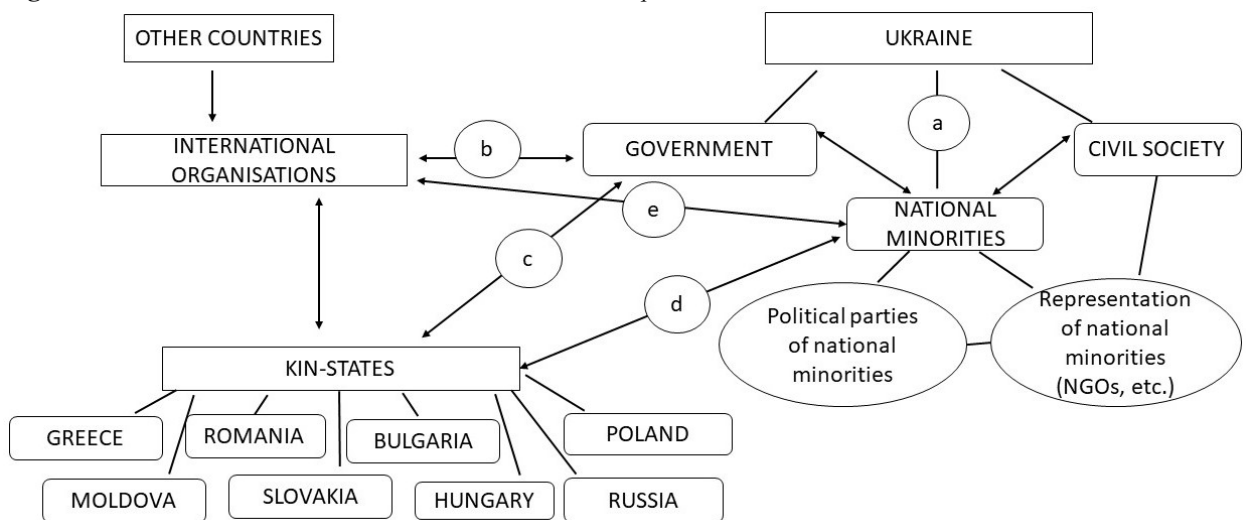 OTHER COUNTRIES
UKRAINE
INTERNATIONAL
ORGANISATIONS
b
GOVERNMENT
a
CIVIL SOCIETY
e
NATIONAL
MINORITIES
c
d
Political parties
of national
minorities
Representation
of national
minorities
(NGOs, etc.)
KIN-STATES
GREECE
ROMANIA
BULGARIA
POLAND
MOLDOVA
SLOVAKIA
HUNGARY
RUSSIA